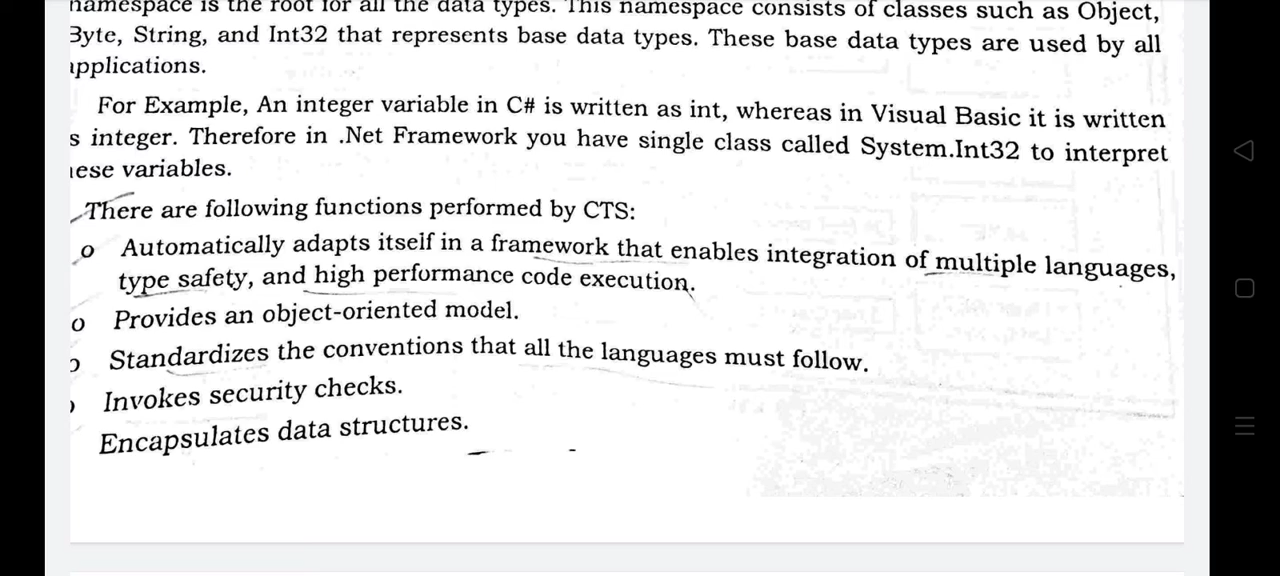 namespace is the root for all the data types. This namespace consists of classes such as Object,
Byte, String, and Int32 that represents base data types. These base data types are used by all
applications.
For Example, An integer variable in C# is written as int, whereas in Visual Basic it is written
s integer. Therefore in .Net Framework you have single class called System.Int32 to interpret
ese variables.
There are following functions performed by CTS:
o Automatically adapts itself in a framework that enables integration of multiple languages,
type safety, and high performance code execution.
o Provides an object-oriented model.
o Standardizes the conventions that all the languages must follow.
Invokes security checks.
Encapsulates data structures.